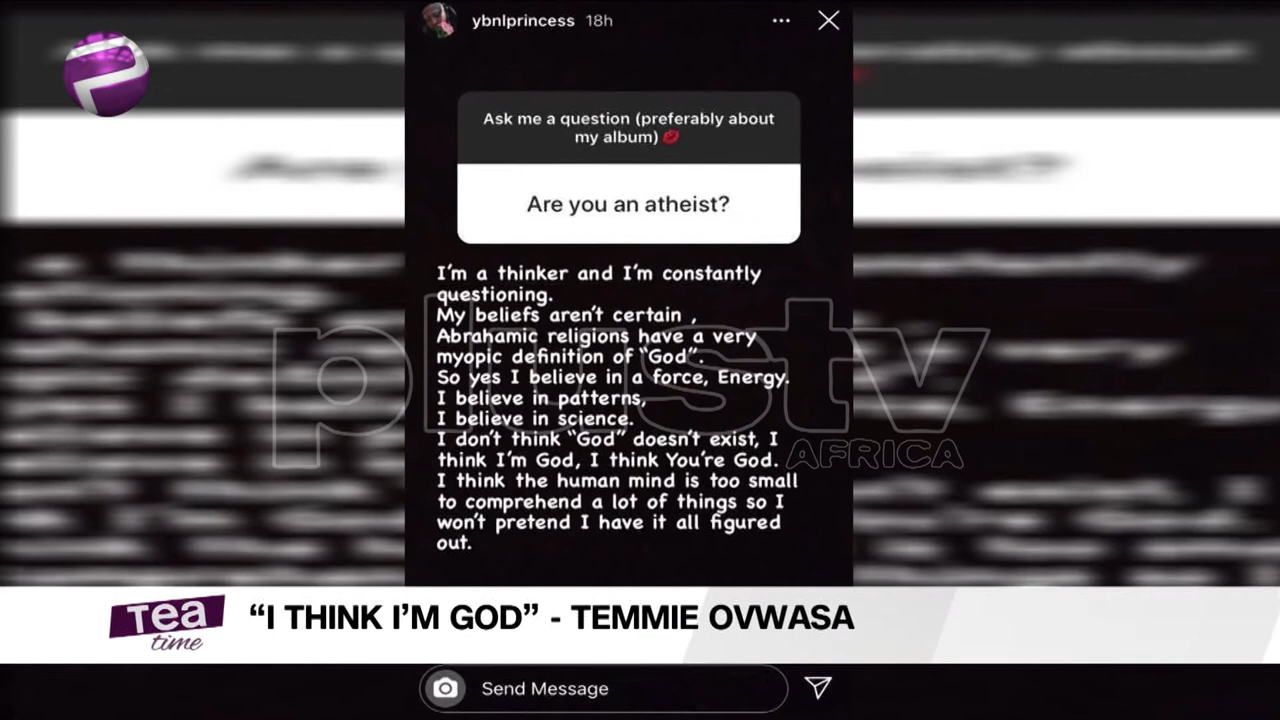 ybnlprincess 18h
Ask me a question (preferably about
my album)💋
Are you an atheist?
I'm a thinker and I'm constantly
questioning.
My beliefs aren't certain ,
Abrahamic religions have a very
myopic definition of "God".
So yes I believe in a force, Energy.
I believe in patterns,
I believe in science.
I don't think "God" doesn't exist, I
think I'm God, I think You're God.
I think the human mind is too small
to comprehend a lot of things so I
won't pretend I have it all figured
out.
plustv
AFRICA
Tea
time
“I THINK I’M GOD” - TEMMIE OVWASA
Send Message